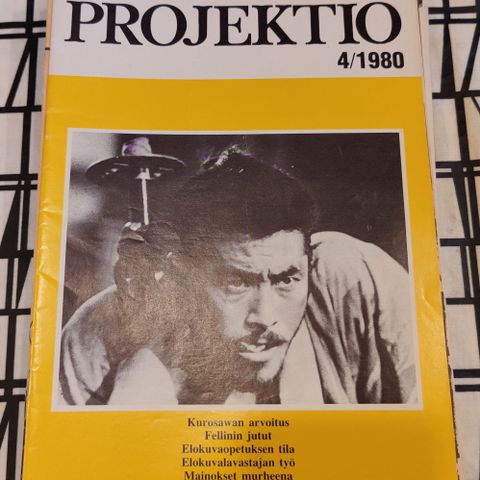 PROJEKTIO
4/1980
Kurosawan arvoitus
Fellinin jutut
Elokuvaopetuksen tila
Elokuvalavastajan työ
Mainokset murheena